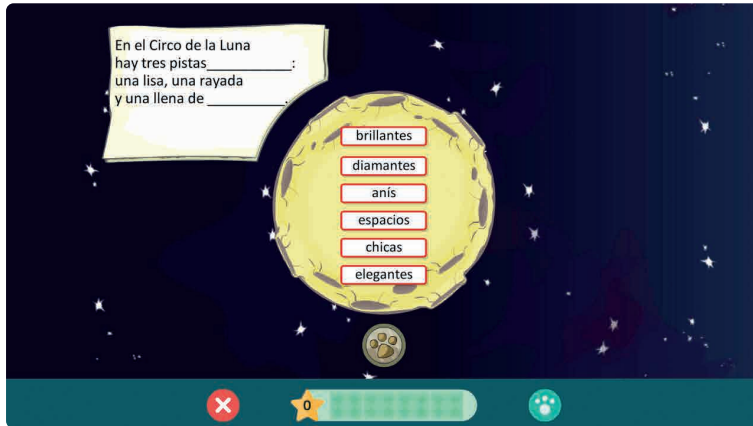 En el Circo de la Luna
hay tres pistas___________:
una lisa, una rayada
y una llena de __________.
brillantes
diamantes
anís
espacios
chicas
elegantes
0